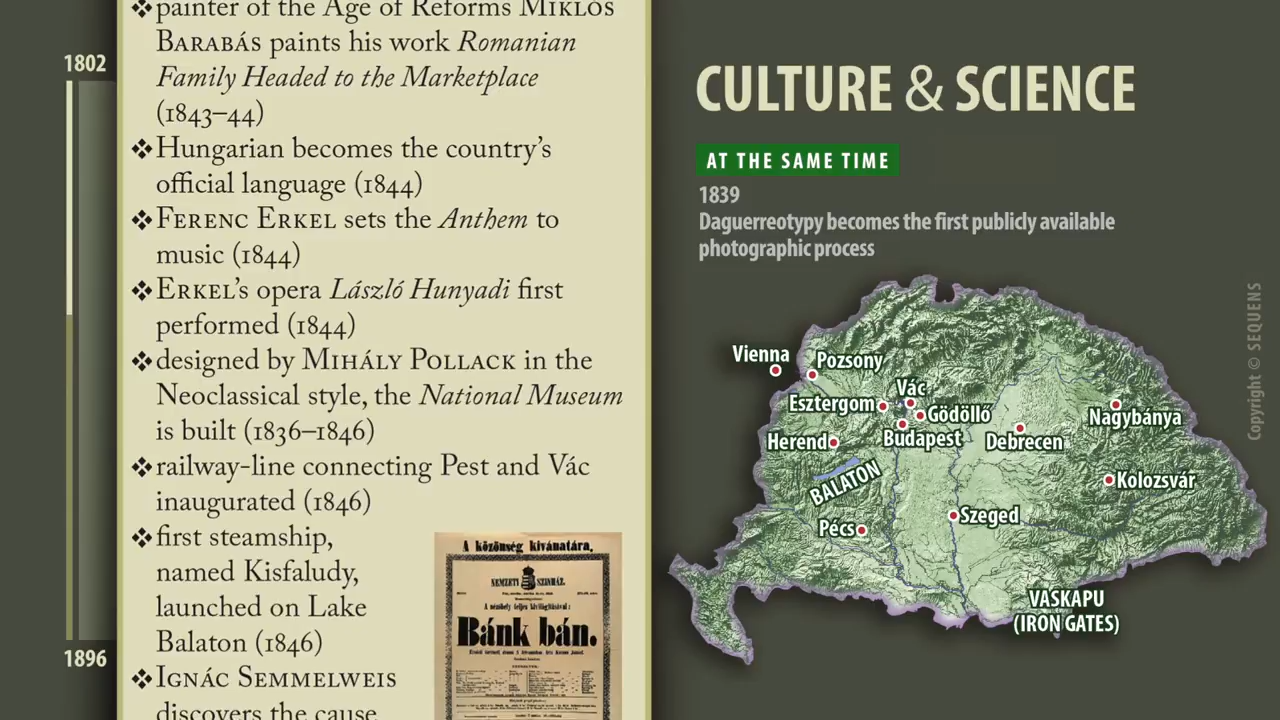 1802
1896
❖ painter of the Age of Reforms MIKLÓS
BARABÁS paints his work Romanian
Family Headed to the Marketplace
(1843–44)
❖ Hungarian becomes the country's
official language (1844)
❖ FERENC ERKEL sets the Anthem to
music (1844)
❖ ERKEL's opera László Hunyadi first
performed (1844)
❖ designed by MIHÁLY POLLACK in the
Neoclassical style, the National Museum
is built (1836–1846)
❖ railway-line connecting Pest and Vác
inaugurated (1846)
❖ first steamship,
named Kisfaludy,
launched on Lake
Balaton (1846)
❖ IGNÁC SEMMELWEIS
discovers the cause
A közönség kivánatára,
NEMZETI SZINHÁZ.
Bánk bán.
CULTURE & SCIENCE
AT THE SAME TIME
1839
Daguerreotypy becomes the first publicly available
photographic process
Vienna
Pozsony
Vác
Esztergom
Gödöllő
Nagybánya
Herend
Budapest
Debrecen
BALATON
Kolozsvár
Pécs
Szeged
VASKAPU
(IRON GATES)
Copyright © SEQUENS